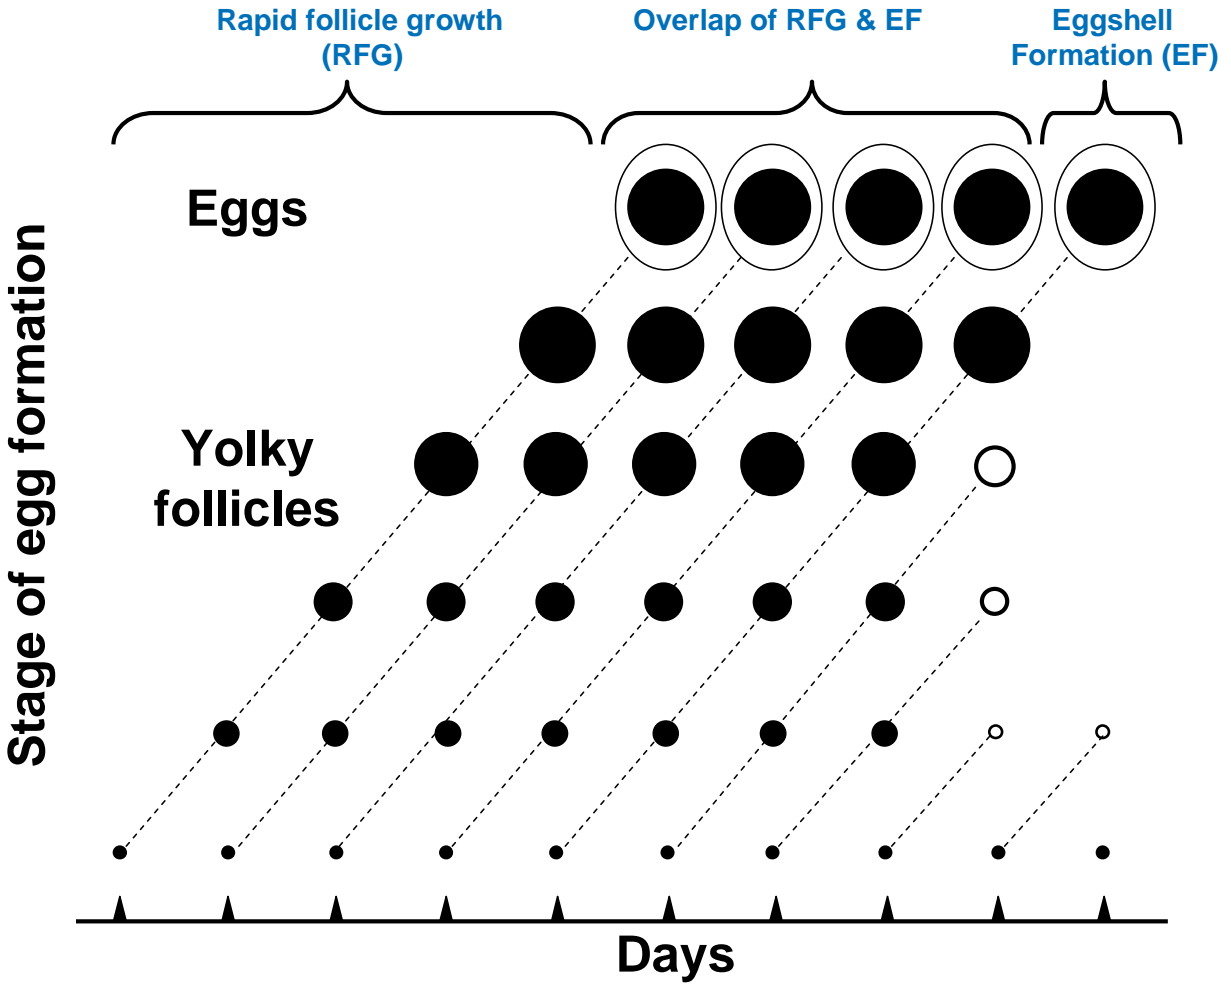 Rapid follicle growth
(RFG)
Overlap of RFG & EF
Eggshell
Formation (EF)
Eggs
Yolky
follicles
Stage of egg formation
Days